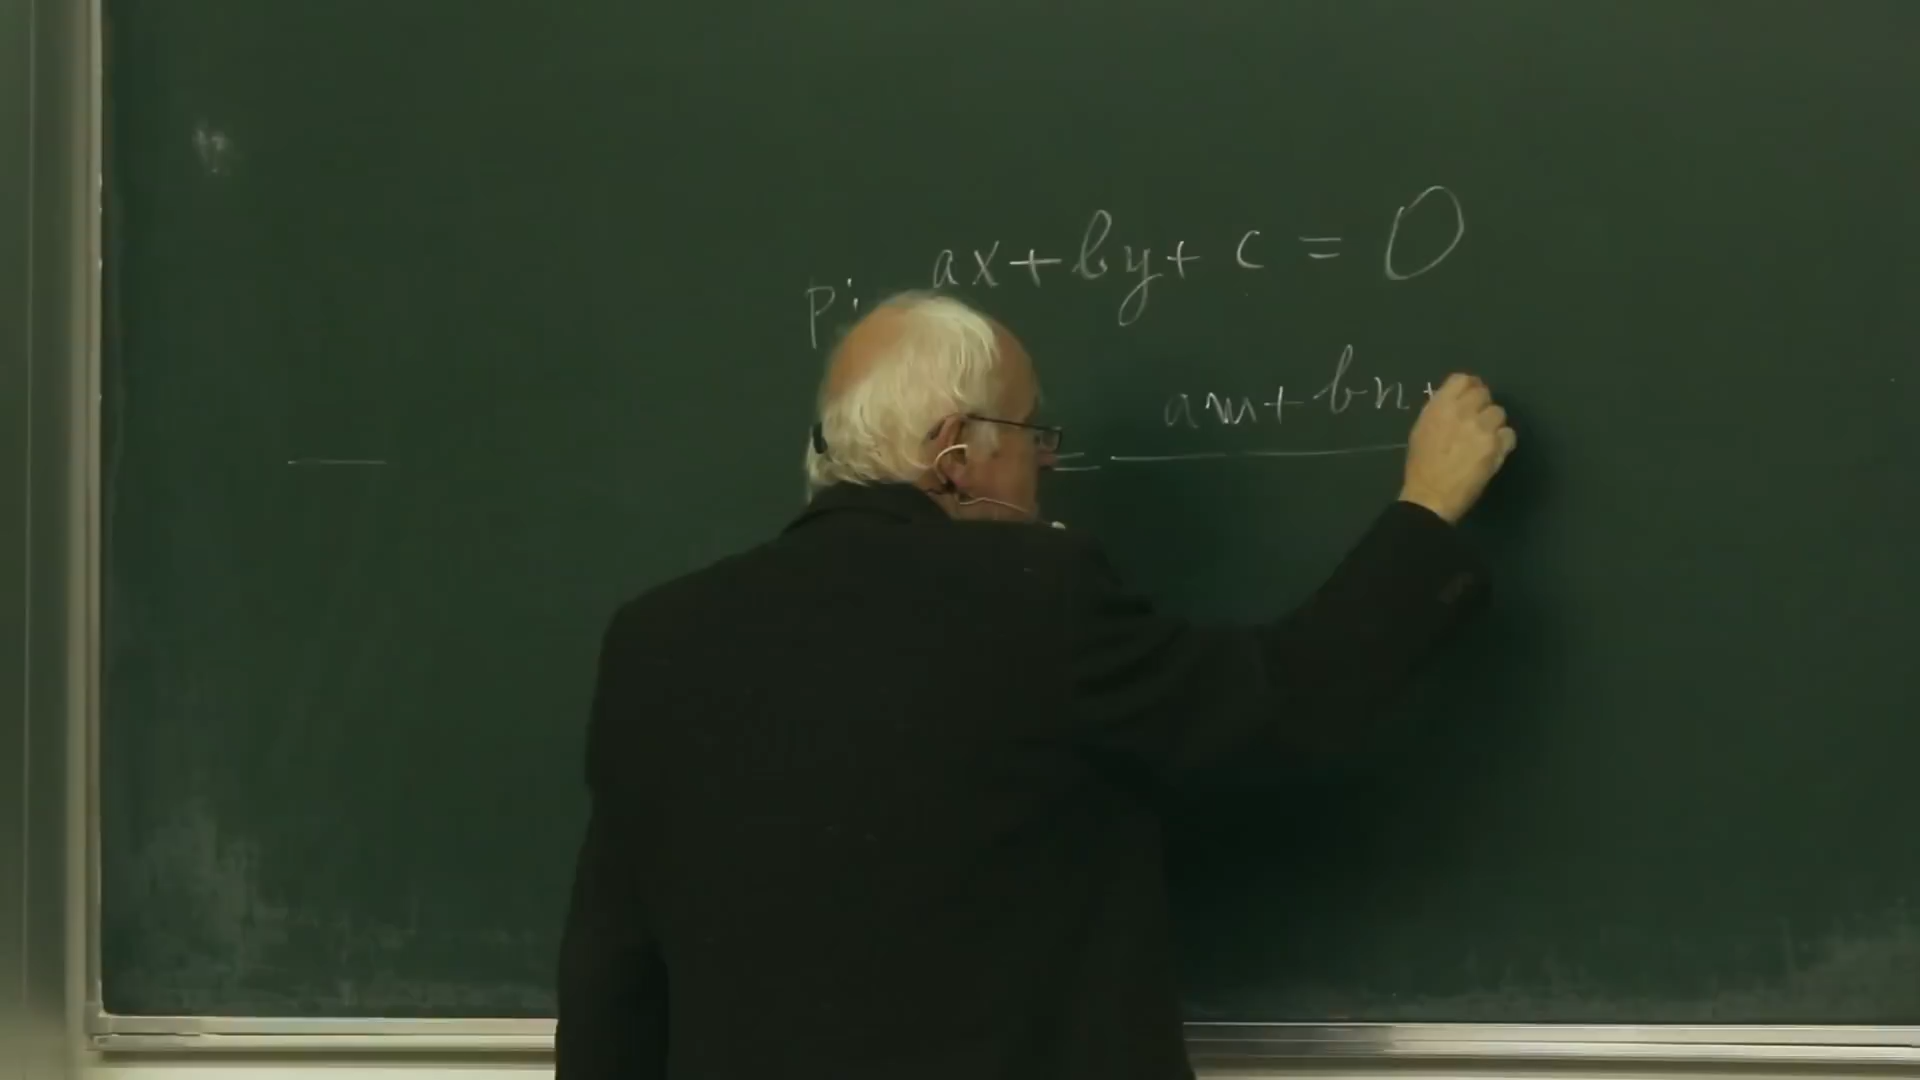 p: ax+by+ c = 0
= am+bn+